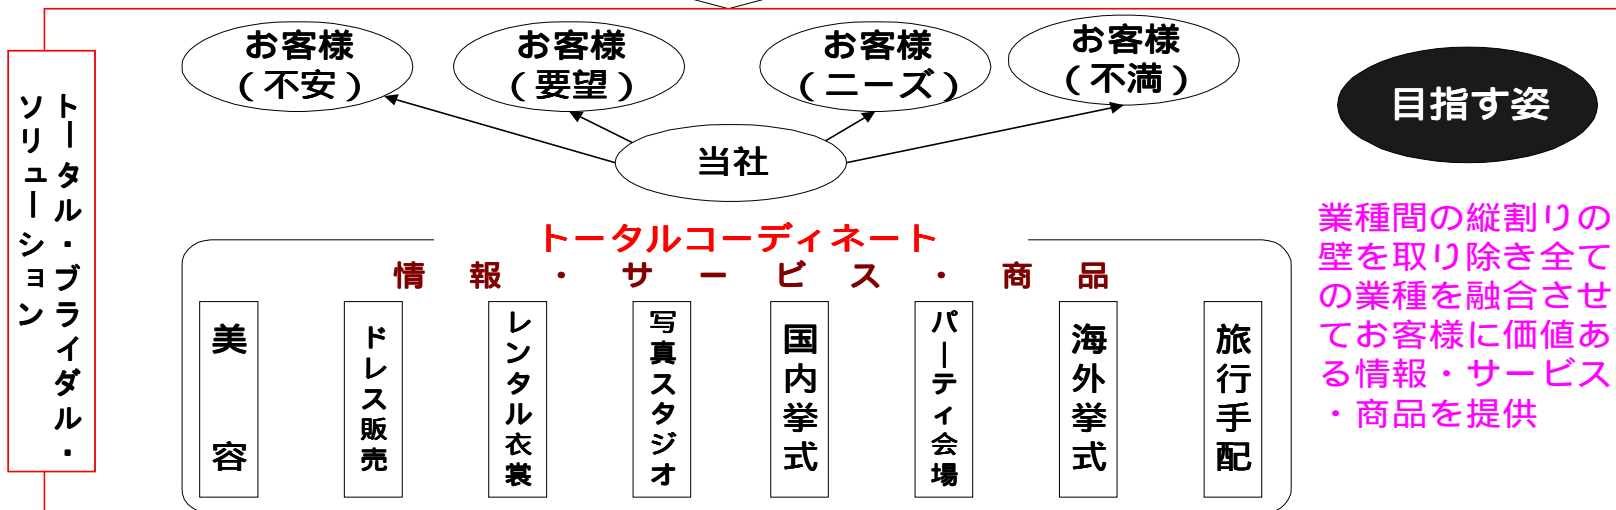 トータル・ブライダル・
ソリューション
お客様
（不安）
お客様
（要望）
お客様
（ニーズ）
お客様
（不満）
当社
目指す姿
トータルコーディネート
情報・サービス・商品
美容
ドレス販売
レンタル衣裳
写真スタジオ
国内挙式
パーティ会場
海外挙式
旅行手配
業種間の縦割りの
壁を取り除き全て
の業種を融合させ
てお客様に価値あ
る情報・サービス
・商品を提供